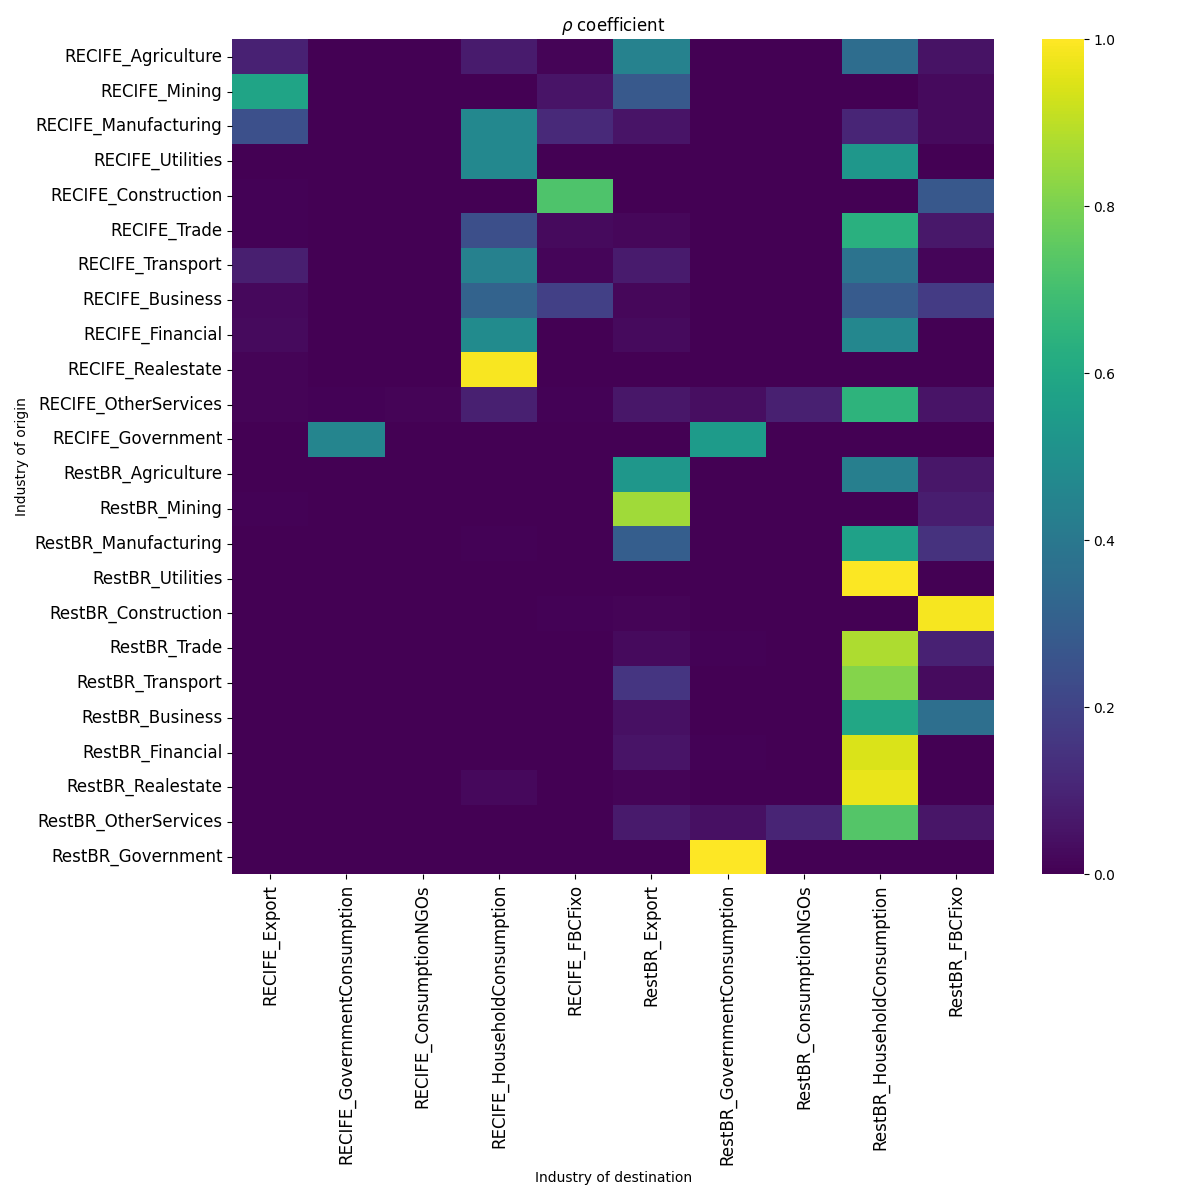 ρ coefficient
RECIFE_Agriculture
RECIFE_Mining
RECIFE_Manufacturing
RECIFE_Utilities
RECIFE_Construction
RECIFE_Trade
RECIFE_Transport
RECIFE_Business
RECIFE_Financial
RECIFE_Realestate
RECIFE_OtherServices
RECIFE_Government
RestBR_Agriculture
RestBR_Mining
RestBR_Manufacturing
RestBR_Utilities
RestBR_Construction
RestBR_Trade
RestBR_Transport
RestBR_Business
RestBR_Financial
RestBR_Realestate
RestBR_OtherServices
RestBR_Government
Industry of origin
RECIFE_Export
RECIFE_GovernmentConsumption
RECIFE_ConsumptionNGOs
RECIFE_HouseholdConsumption
RECIFE_FBCFixo
RestBR_Export
RestBR_GovernmentConsumption
RestBR_ConsumptionNGOs
RestBR_HouseholdConsumption
RestBR_FBCFixo
Industry of destination
1.0
0.8
0.6
0.4
0.2
0.0